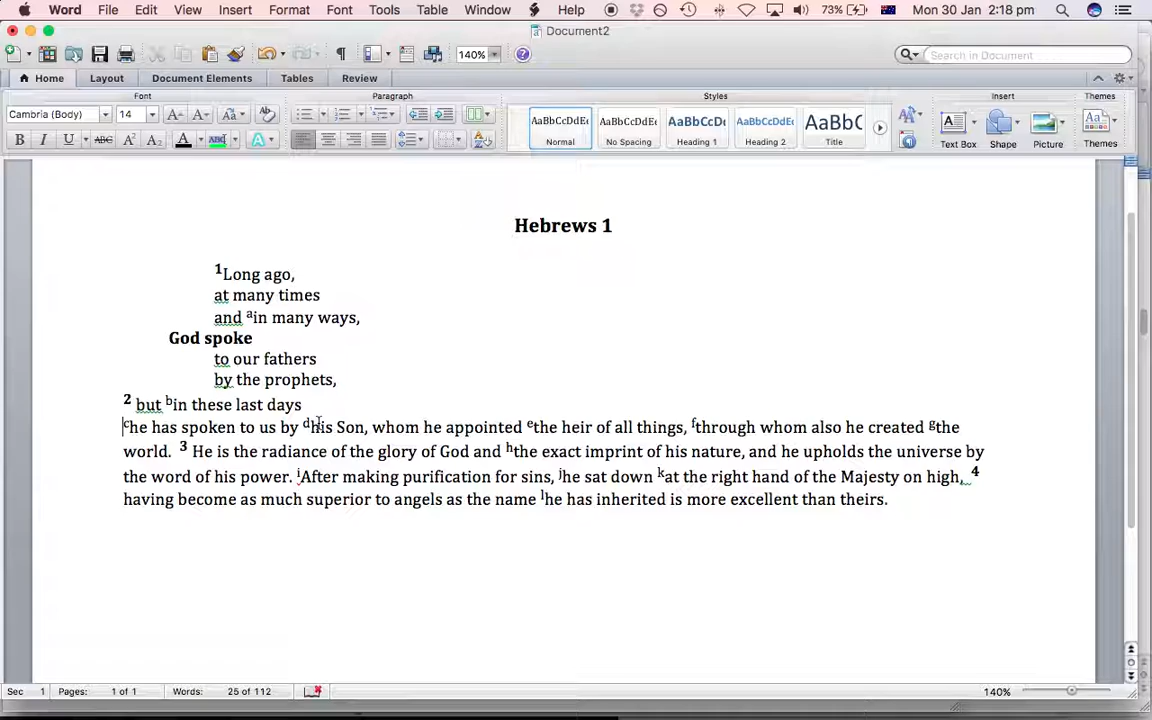 Word File Edit View Insert Format Font Tools Table Window Help 73% Mon 30 Jan 2:18 pm
Document2
140% Search in Document
Home Layout Document Elements Tables Charts SmartArt Review
Font Paragraph Styles Insert Themes
Cambria (Body) 14 A A Aa Ab
AaBbCcDdEe AaBbCcDdEe AaBbCcDc AaBbCcDdEe AaBbC
B I U ABC A² A₂ A ABC A
Normal No Spacing Heading 1 Heading 2 Title Text Box Shape Picture Themes
Hebrews 1
1Long ago,
at many times
and ain many ways,
God spoke
to our fathers
by the prophets,
2 but bin these last days
che has spoken to us by dhis Son, whom he appointed ethe heir of all things, fthrough whom also he created gthe
world. 3 He is the radiance of the glory of God and hthe exact imprint of his nature, and he upholds the universe by
the word of his power. iAfter making purification for sins, jhe sat down kat the right hand of the Majesty on high, 4
having become as much superior to angels as the name lhe has inherited is more excellent than theirs.
Sec 1 Pages: 1 of 1 Words: 25 of 112 140%